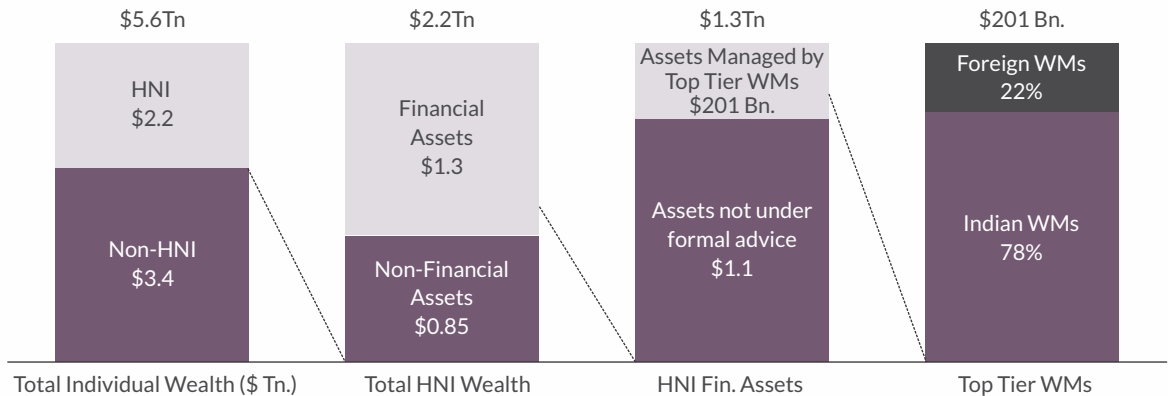 $5.6Tn
HNI
$2.2
Non-HNI
$3.4
Total Individual Wealth ($ Tn.)
$2.2Tn
Financial
Assets
$1.3
Non-Financial
Assets
$0.85
Total HNI Wealth
$1.3Tn
Assets Managed by
Top Tier WMs
$201 Bn.
Assets not under
formal advice
$1.1
HNI Fin. Assets
$201 Bn.
Foreign WMs
22%
Indian WMs
78%
Top Tier WMs